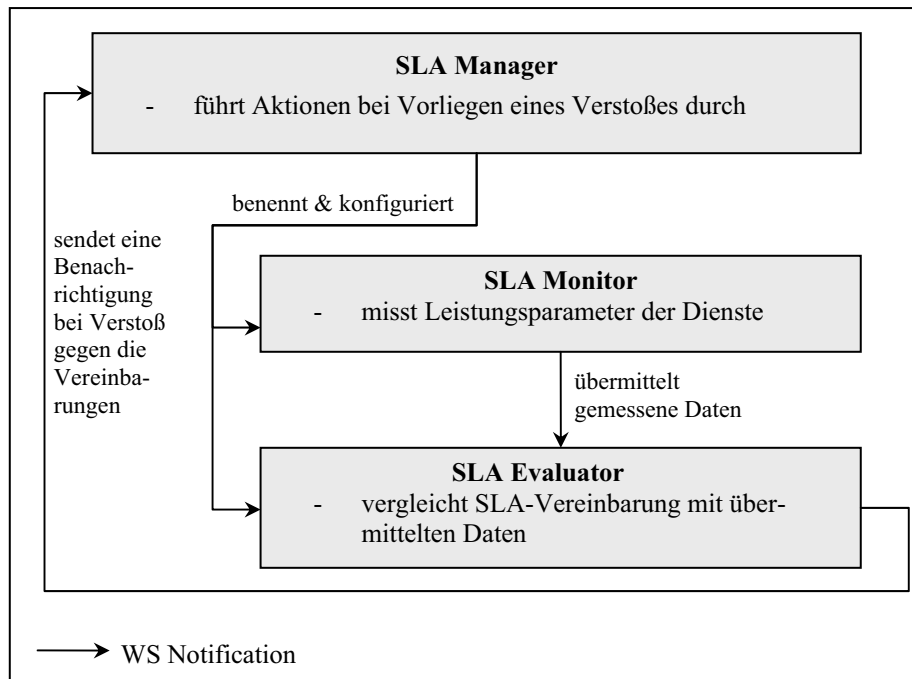 SLA Manager
- führt Aktionen bei Vorliegen eines Verstoßes durch
benennt & konfiguriert
sendet eine
Benach-
richtigung
bei Verstoß
gegen die
Vereinba-
rungen
SLA Monitor
- misst Leistungsparameter der Dienste
übermittelt
gemessene Daten
SLA Evaluator
- vergleicht SLA-Vereinbarung mit über-
mittelten Daten
WS Notification